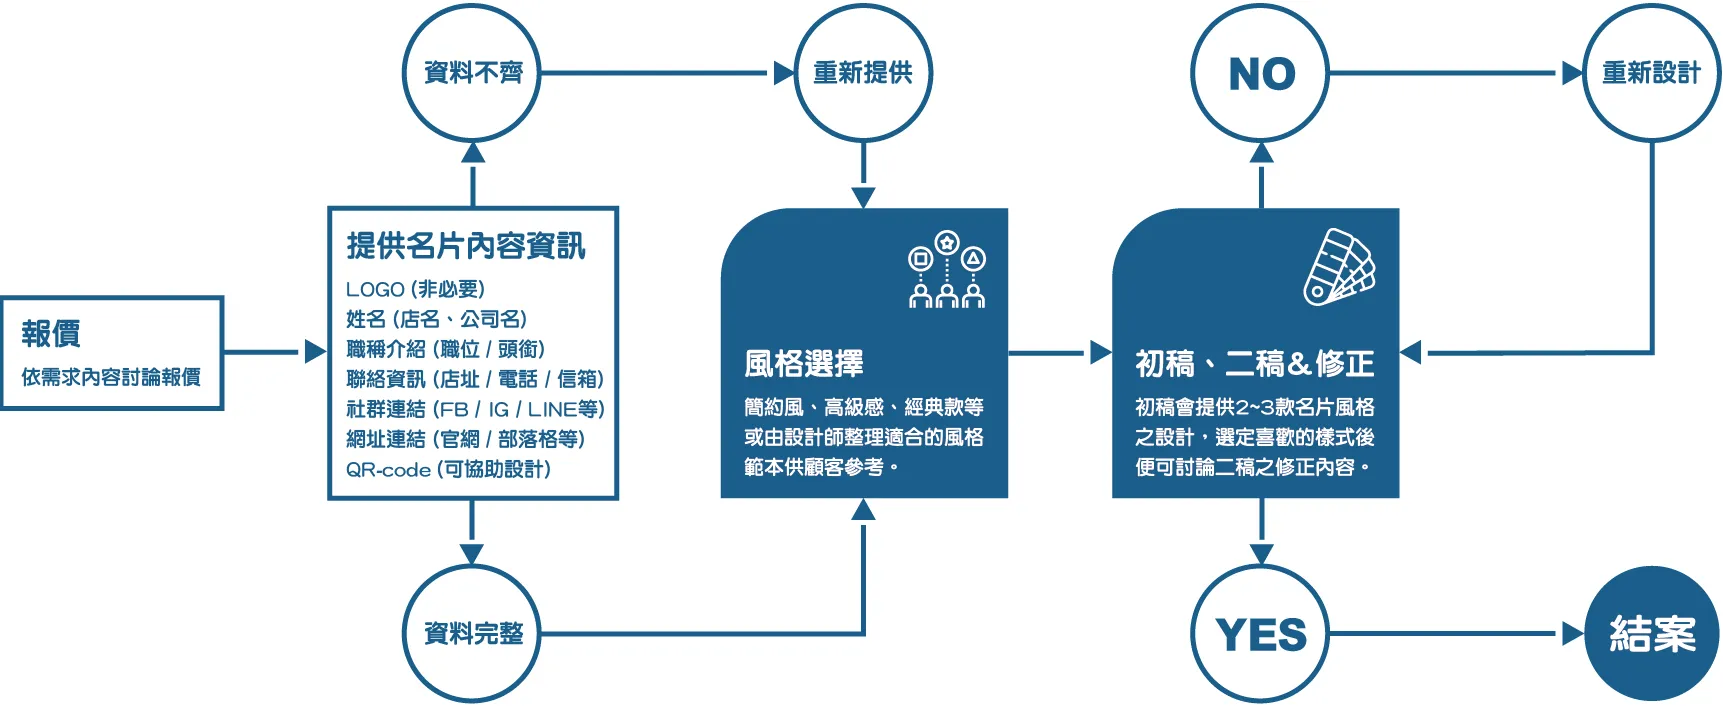 報價
依需求內容討論報價
資料不齊
重新提供
提供名片內容資訊
LOGO (非必要)
姓名 (店名、公司名)
職稱介紹 (職位 / 頭銜)
聯絡資訊 (店址 / 電話 / 信箱)
社群連結 (FB / IG / LINE等)
網址連結 (官網 / 部落格等)
QR-code (可協助設計)
資料完整
風格選擇
簡約風、高級感、經典款等
或由設計師整理適合的風格
範本供顧客參考。
NO
重新設計
初稿、二稿&修正
初稿會提供2~3款名片風格
之設計，選定喜歡的樣式後
便可討論二稿之修正內容。
YES
結案